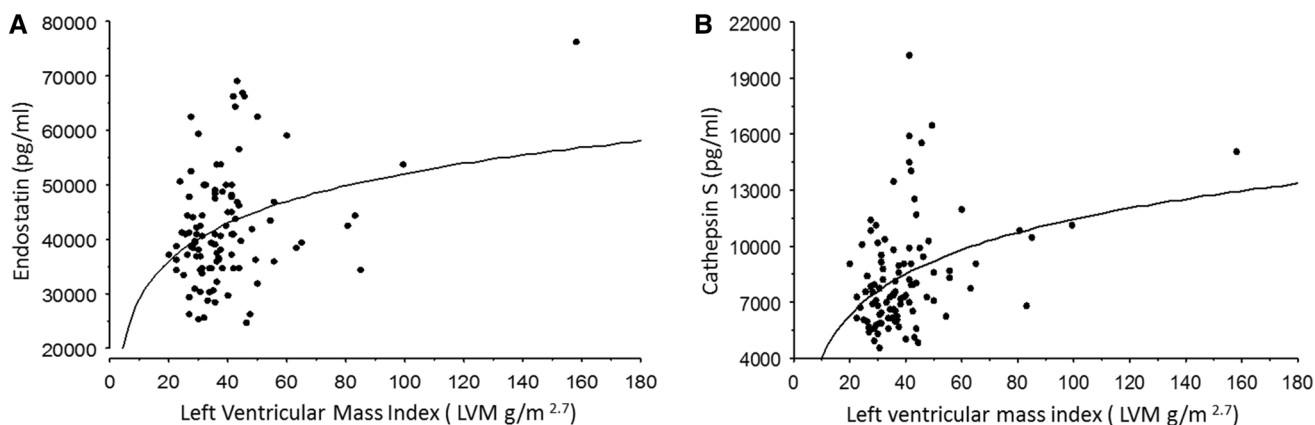 A
80000
70000
60000
50000
40000
30000
20000
Endostatin (pg/ml)
0 20 40 60 80 100 120 140 160 180
Left Ventricular Mass Index ( LVM g/m 2.7)
B
22000
19000
16000
13000
10000
7000
4000
Cathepsin S (pg/ml)
0 20 40 60 80 100 120 140 160 180
Left ventricular mass index ( LVM g/m 2.7)